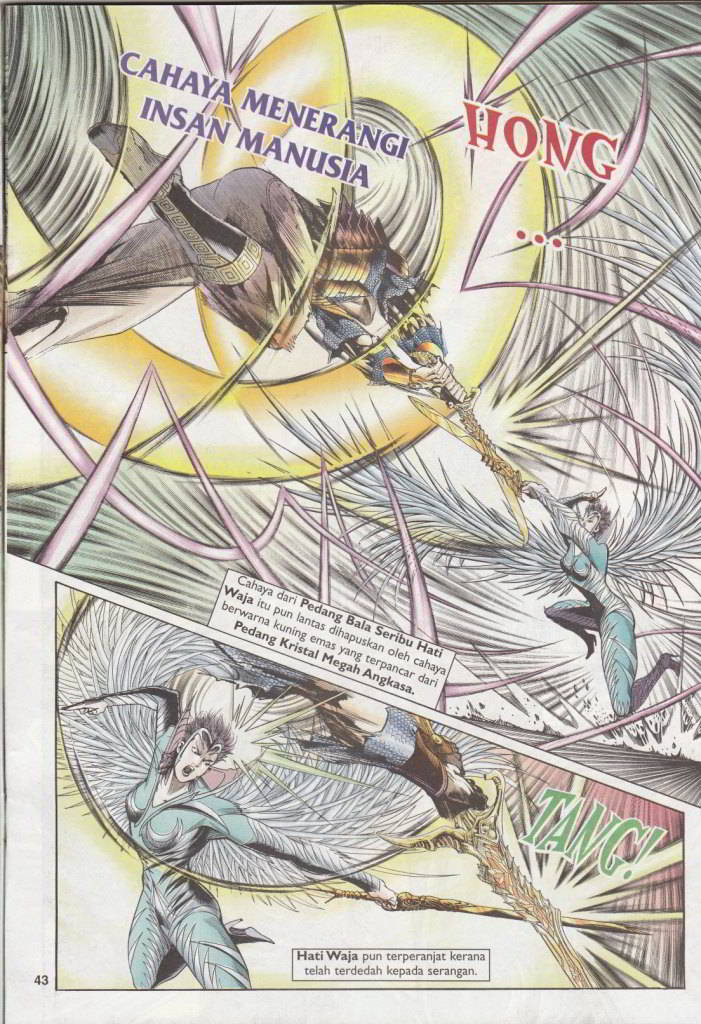 CAHAYA MENERANGI
INSAN MANUSIA
HONG
...
Cahaya dari Pedang Bala Seribu Hati
Waja itu pun lantas dihapuskan oleh cahaya
berwarna kuning emas yang terpancar dari
Pedang Kristal Megah Angkasa.
TANG!
Hati Waja pun terperanjat kerana
telah terdedah kepada serangan.
43